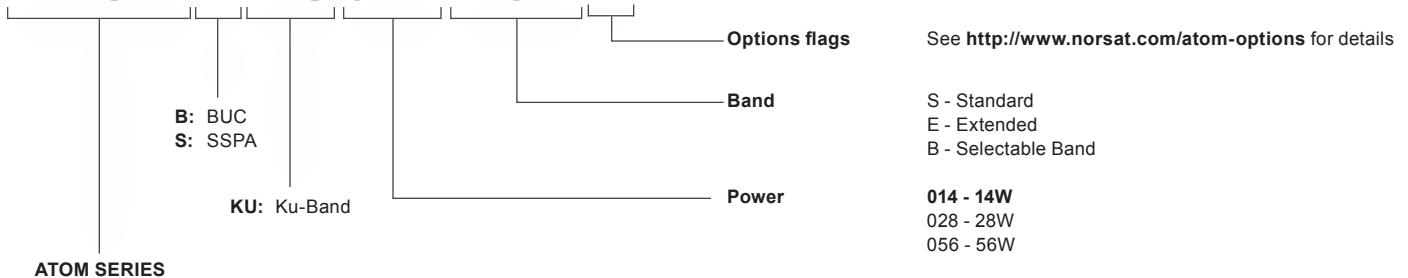 Options flags See http://www.norsat.com/atom-options for details
Band S - Standard
E - Extended
B - Selectable Band
B: BUC
S: SSPA
Power 014 - 14W
028 - 28W
056 - 56W
KU: Ku-Band
ATOM SERIES